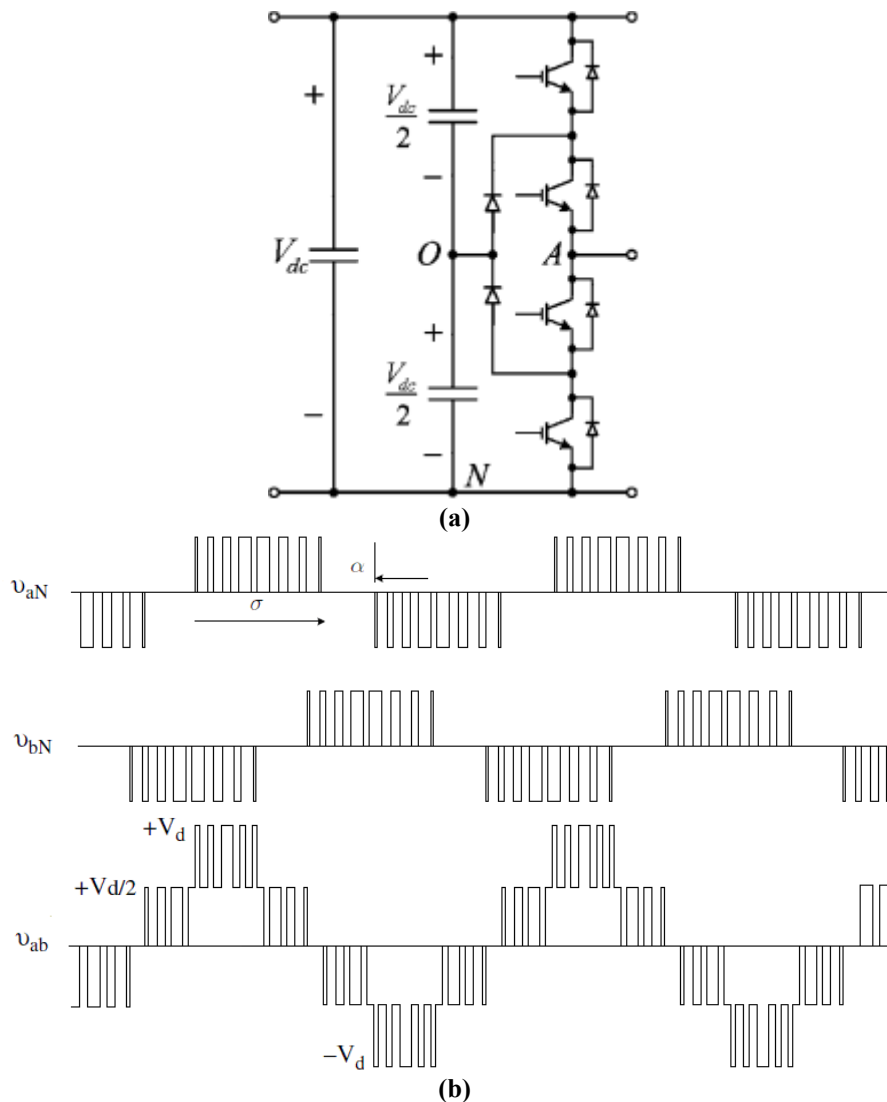 +
+
V_dc/2
−
V_dc
O
A
+
V_dc/2
−
−
N
(a)
υ_aN
α
σ
υ_bN
+V_d
+Vd/2
υ_ab
−V_d
(b)